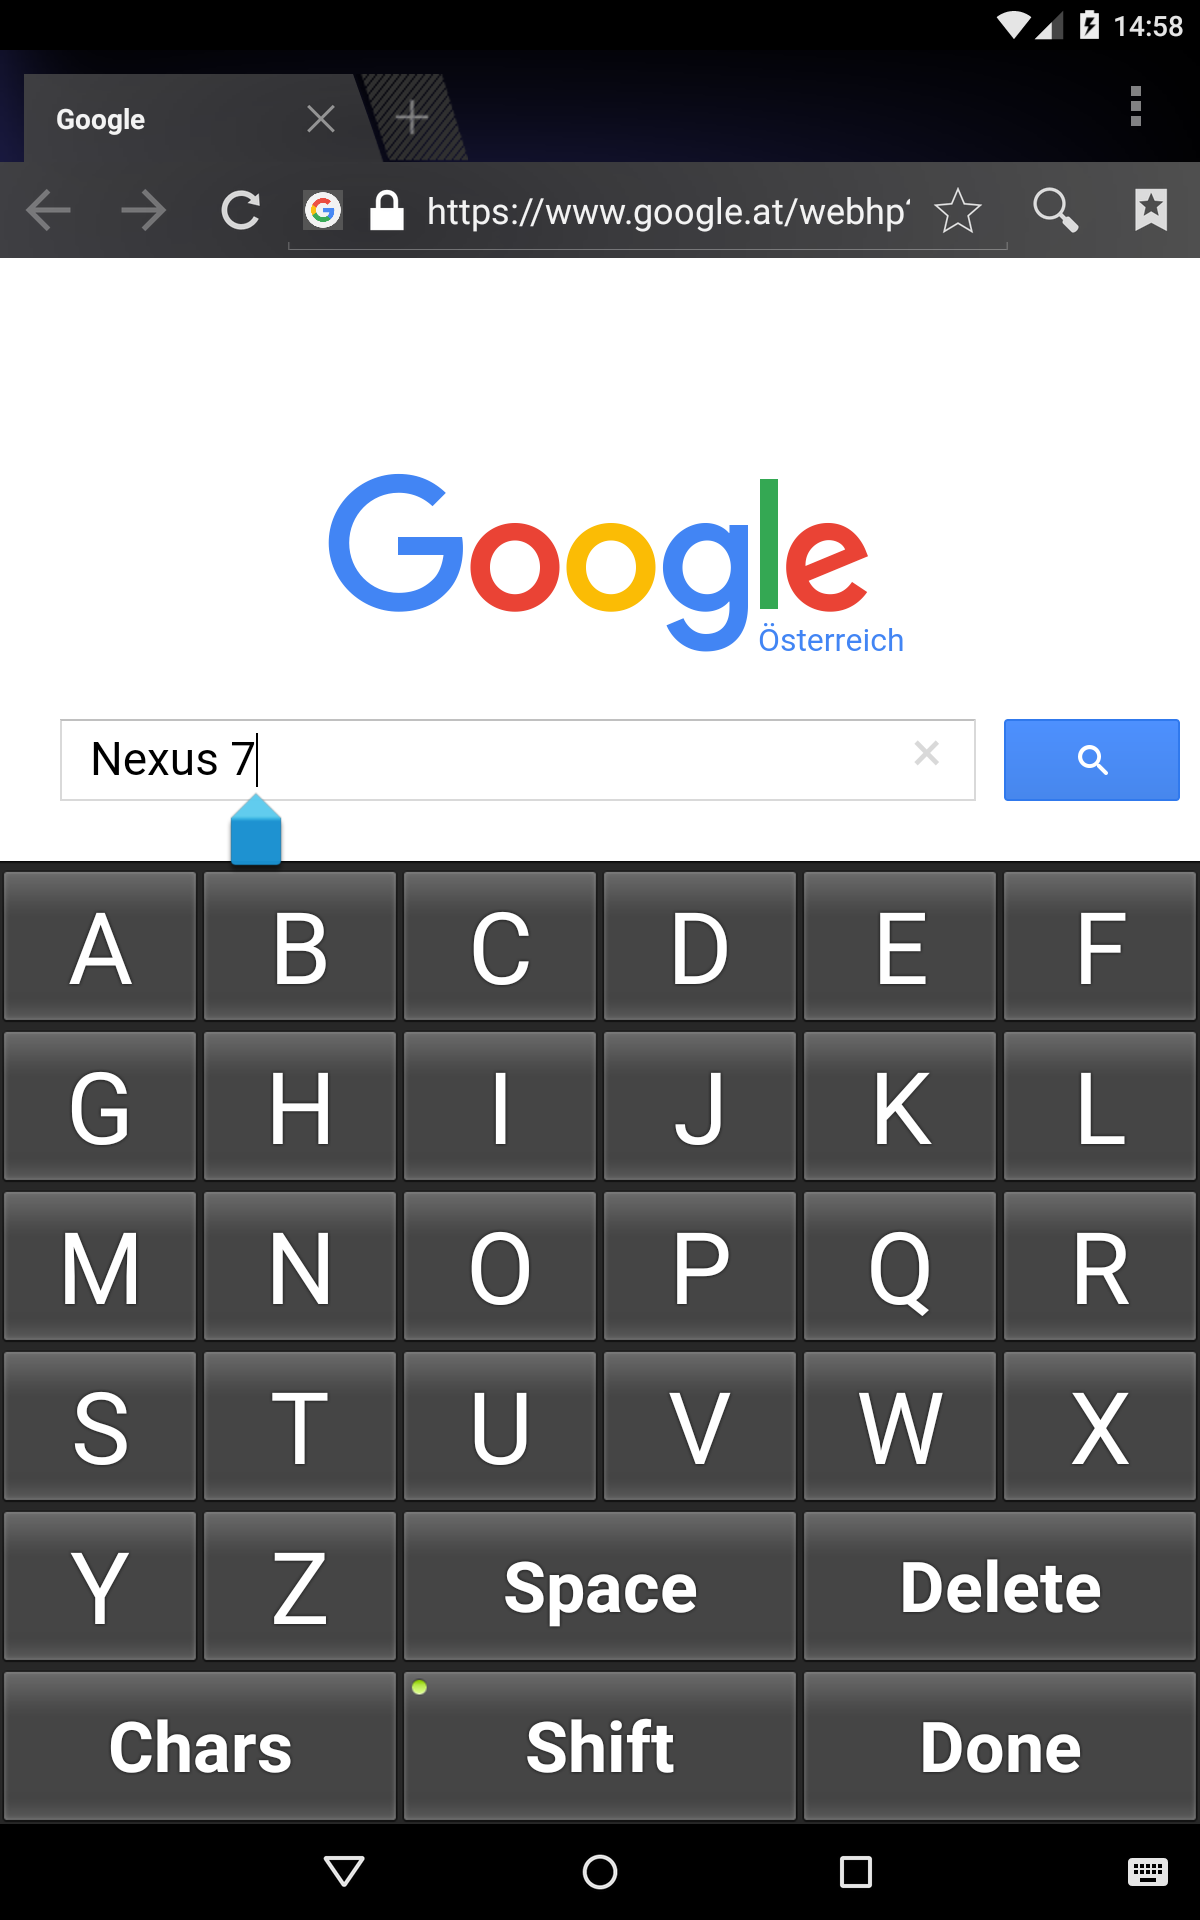 14:58
Google
https://www.google.at/webhp
Google
Österreich
Nexus 7
A B C D E F
G H I J K L
M N O P Q R
S T U V W X
Y Z Space Delete
Chars Shift Done